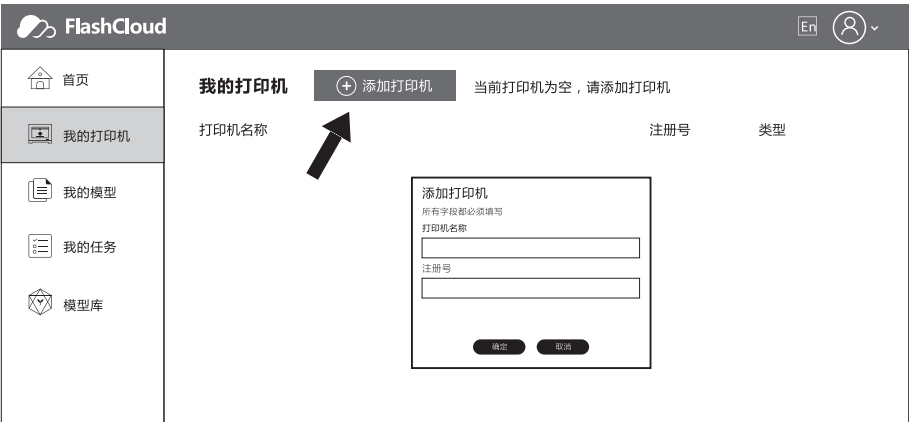 FlashCloud
En
首页
我的打印机
我的模型
我的任务
模型库
我的打印机 添加打印机 当前打印机为空，请添加打印机
打印机名称 注册号 类型
添加打印机
所有字段都必须填写
打印机名称
注册号
确定 取消